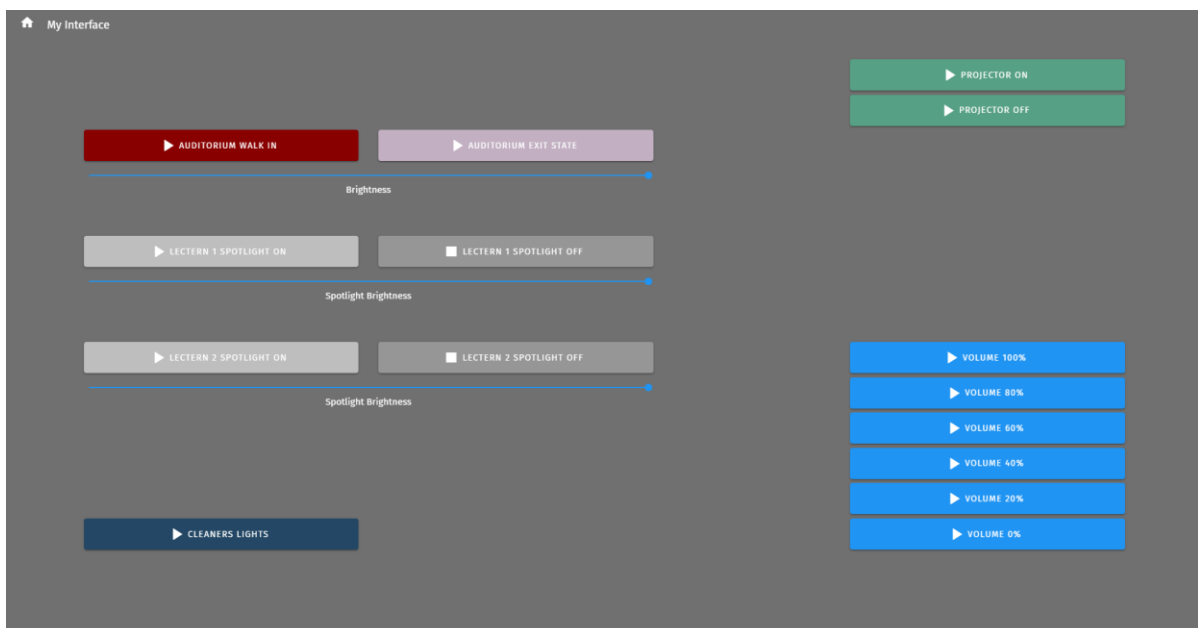 My Interface
PROJECTOR ON
PROJECTOR OFF
AUDITORIUM WALK IN
AUDITORIUM EXIT STATE
Brightness
LECTERN 1 SPOTLIGHT ON
LECTERN 1 SPOTLIGHT OFF
Spotlight Brightness
LECTERN 2 SPOTLIGHT ON
LECTERN 2 SPOTLIGHT OFF
Spotlight Brightness
VOLUME 100%
VOLUME 80%
VOLUME 60%
VOLUME 40%
VOLUME 20%
CLEANERS LIGHTS
VOLUME 0%